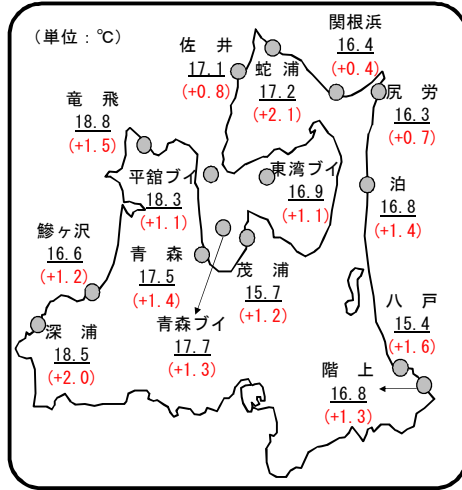 (単位：℃)
関根浜
16.4
(+0.4)
佐 井
17.1
(+0.8)
蛇 浦
17.2
(+2.1)
尻 労
16.3
(+0.7)
竜 飛
18.8
(+1.5)
平舘ブイ
18.3
(+1.1)
東湾ブイ
16.9
(+1.1)
泊
16.8
(+1.4)
鰺ヶ沢
16.6
(+1.2)
青 森
17.5
(+1.4)
茂 浦
15.7
(+1.2)
青森ブイ
17.7
(+1.3)
深 浦
18.5
(+2.0)
八 戸
15.4
(+1.6)
階 上
16.8
(+1.3)